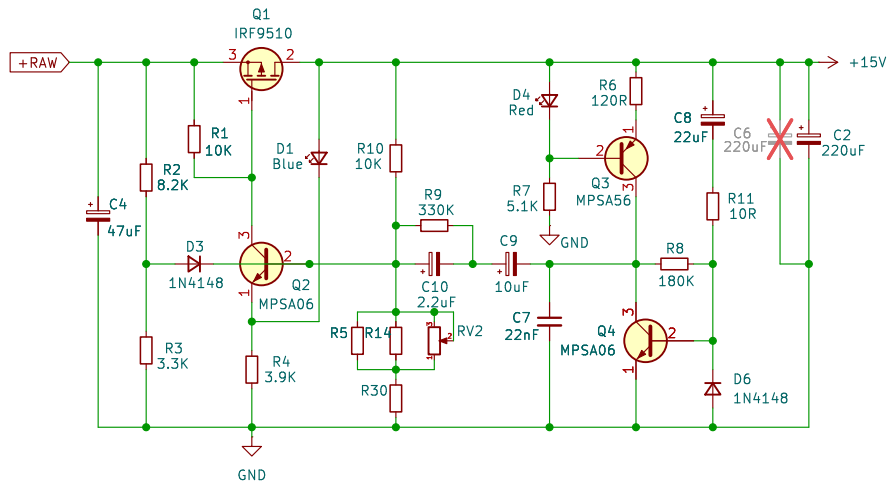 Q1
IRF9510
+RAW
3
2
1
+15V
R1
10K
D1
Blue
R10
10K
D4
Red
R6
120R
C8
22uF
C6
220uF
C2
220uF
R2
8.2K
C4
47uF
1
2
3
Q3
MPSA56
R7
5.1K
GND
R9
330K
R11
10R
D3
1N4148
3
2
1
Q2
MPSA06
C10
2.2uF
C9
10uF
R8
180K
R3
3.3K
R4
3.9K
R5
R14
3
2
1
RV2
C7
22nF
3
2
1
Q4
MPSA06
D6
1N4148
R30
GND